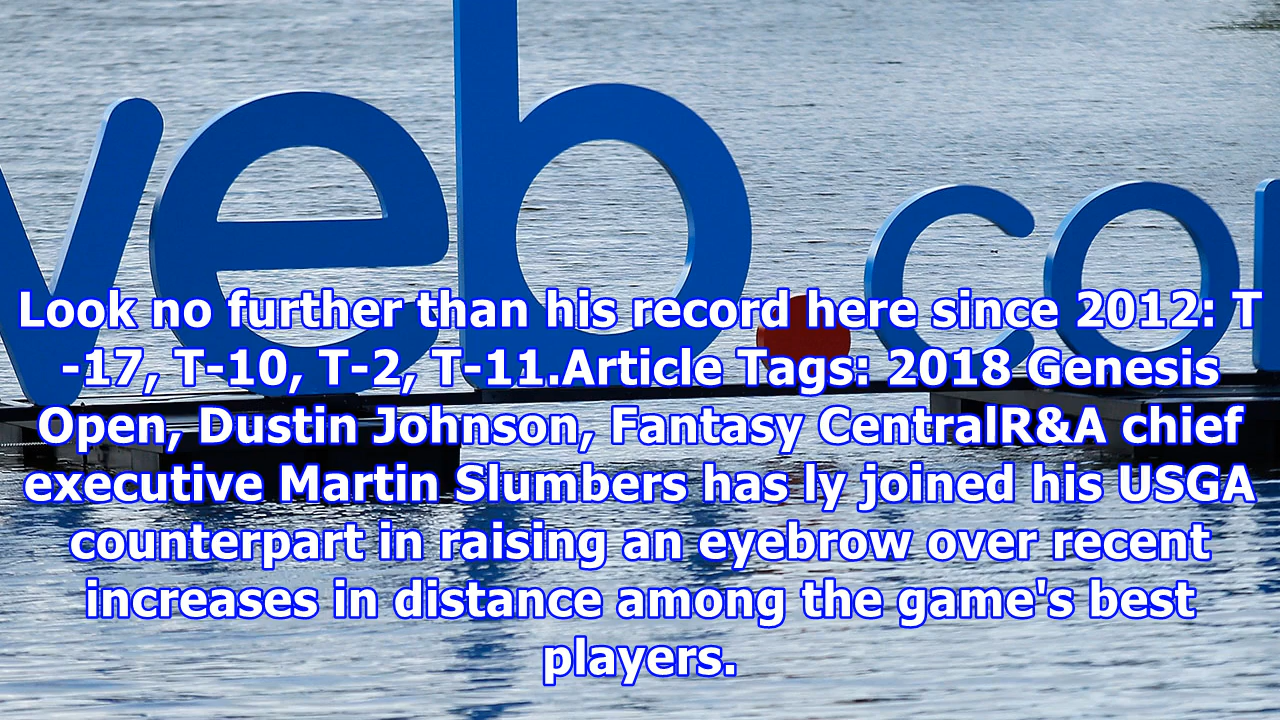 web.co
Look no further than his record here since 2012: T
-17, T-10, T-2, T-11.Article Tags: 2018 Genesis
Open, Dustin Johnson, Fantasy CentralR&A chief
executive Martin Slumbers has ly joined his USGA
counterpart in raising an eyebrow over recent
increases in distance among the game's best
players.